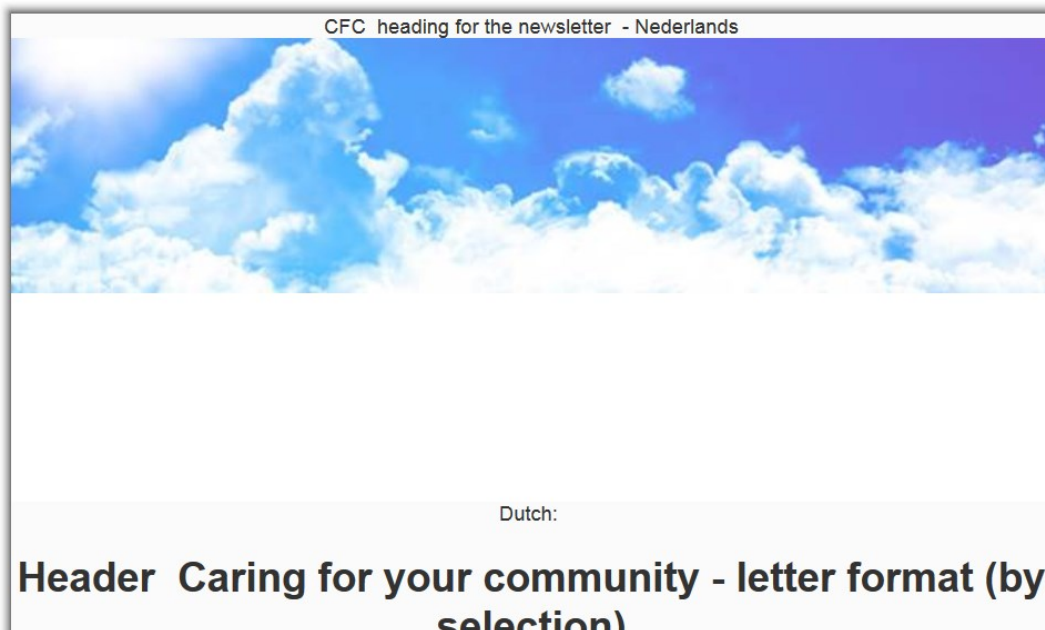 CFC heading for the newsletter - Nederlands
Dutch:
Header Caring for your community - letter format (by
selection)